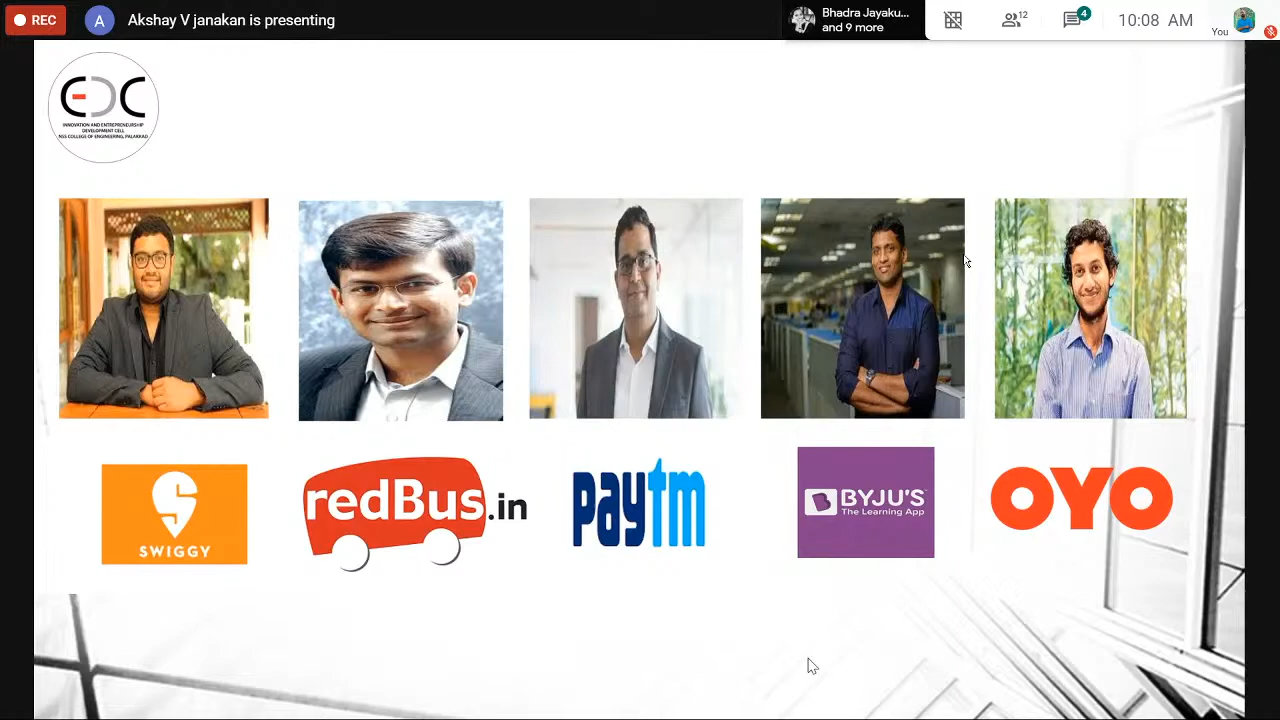 REC
A
Akshay V janakan is presenting
Bhadra Jayaku...
and 9 more
12
4
10:08 AM
You
EDC
INNOVATION AND ENTREPRENEURSHIP
DEVELOPMENT CELL
NSS COLLEGE OF ENGINEERING, PALAKKAD
SWIGGY
redBus.in
paytm
BYJU'S
The Learning App
OYO